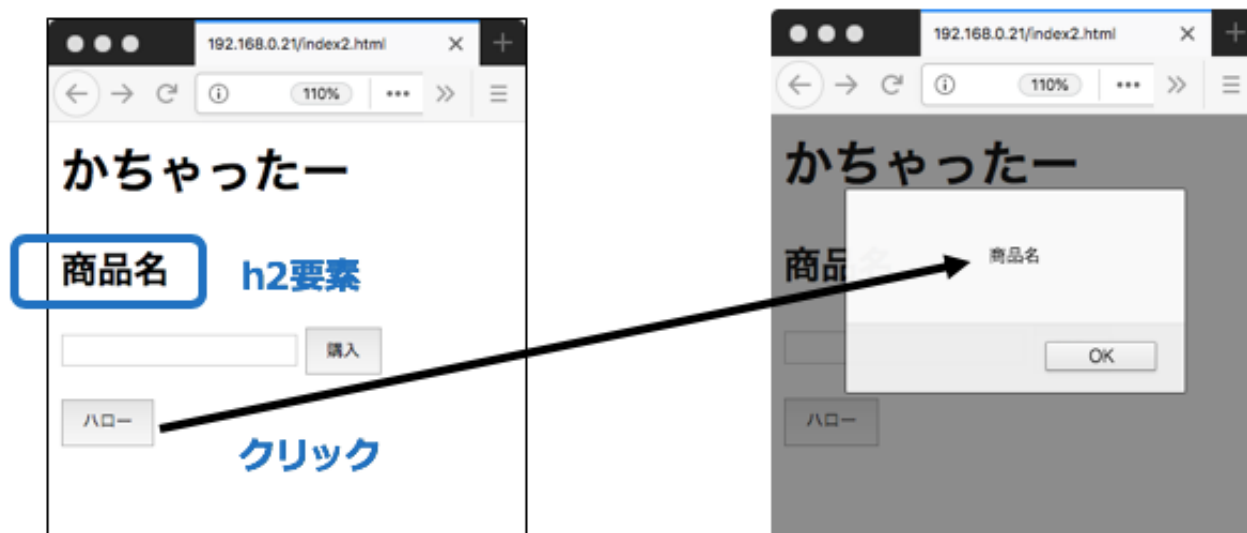 192.168.0.21/index2.html
110%
かちゃったー
商品名
h2要素
購入
ハロー
クリック
192.168.0.21/index2.html
110%
かちゃったー
商品
商品名
OK
ハロー